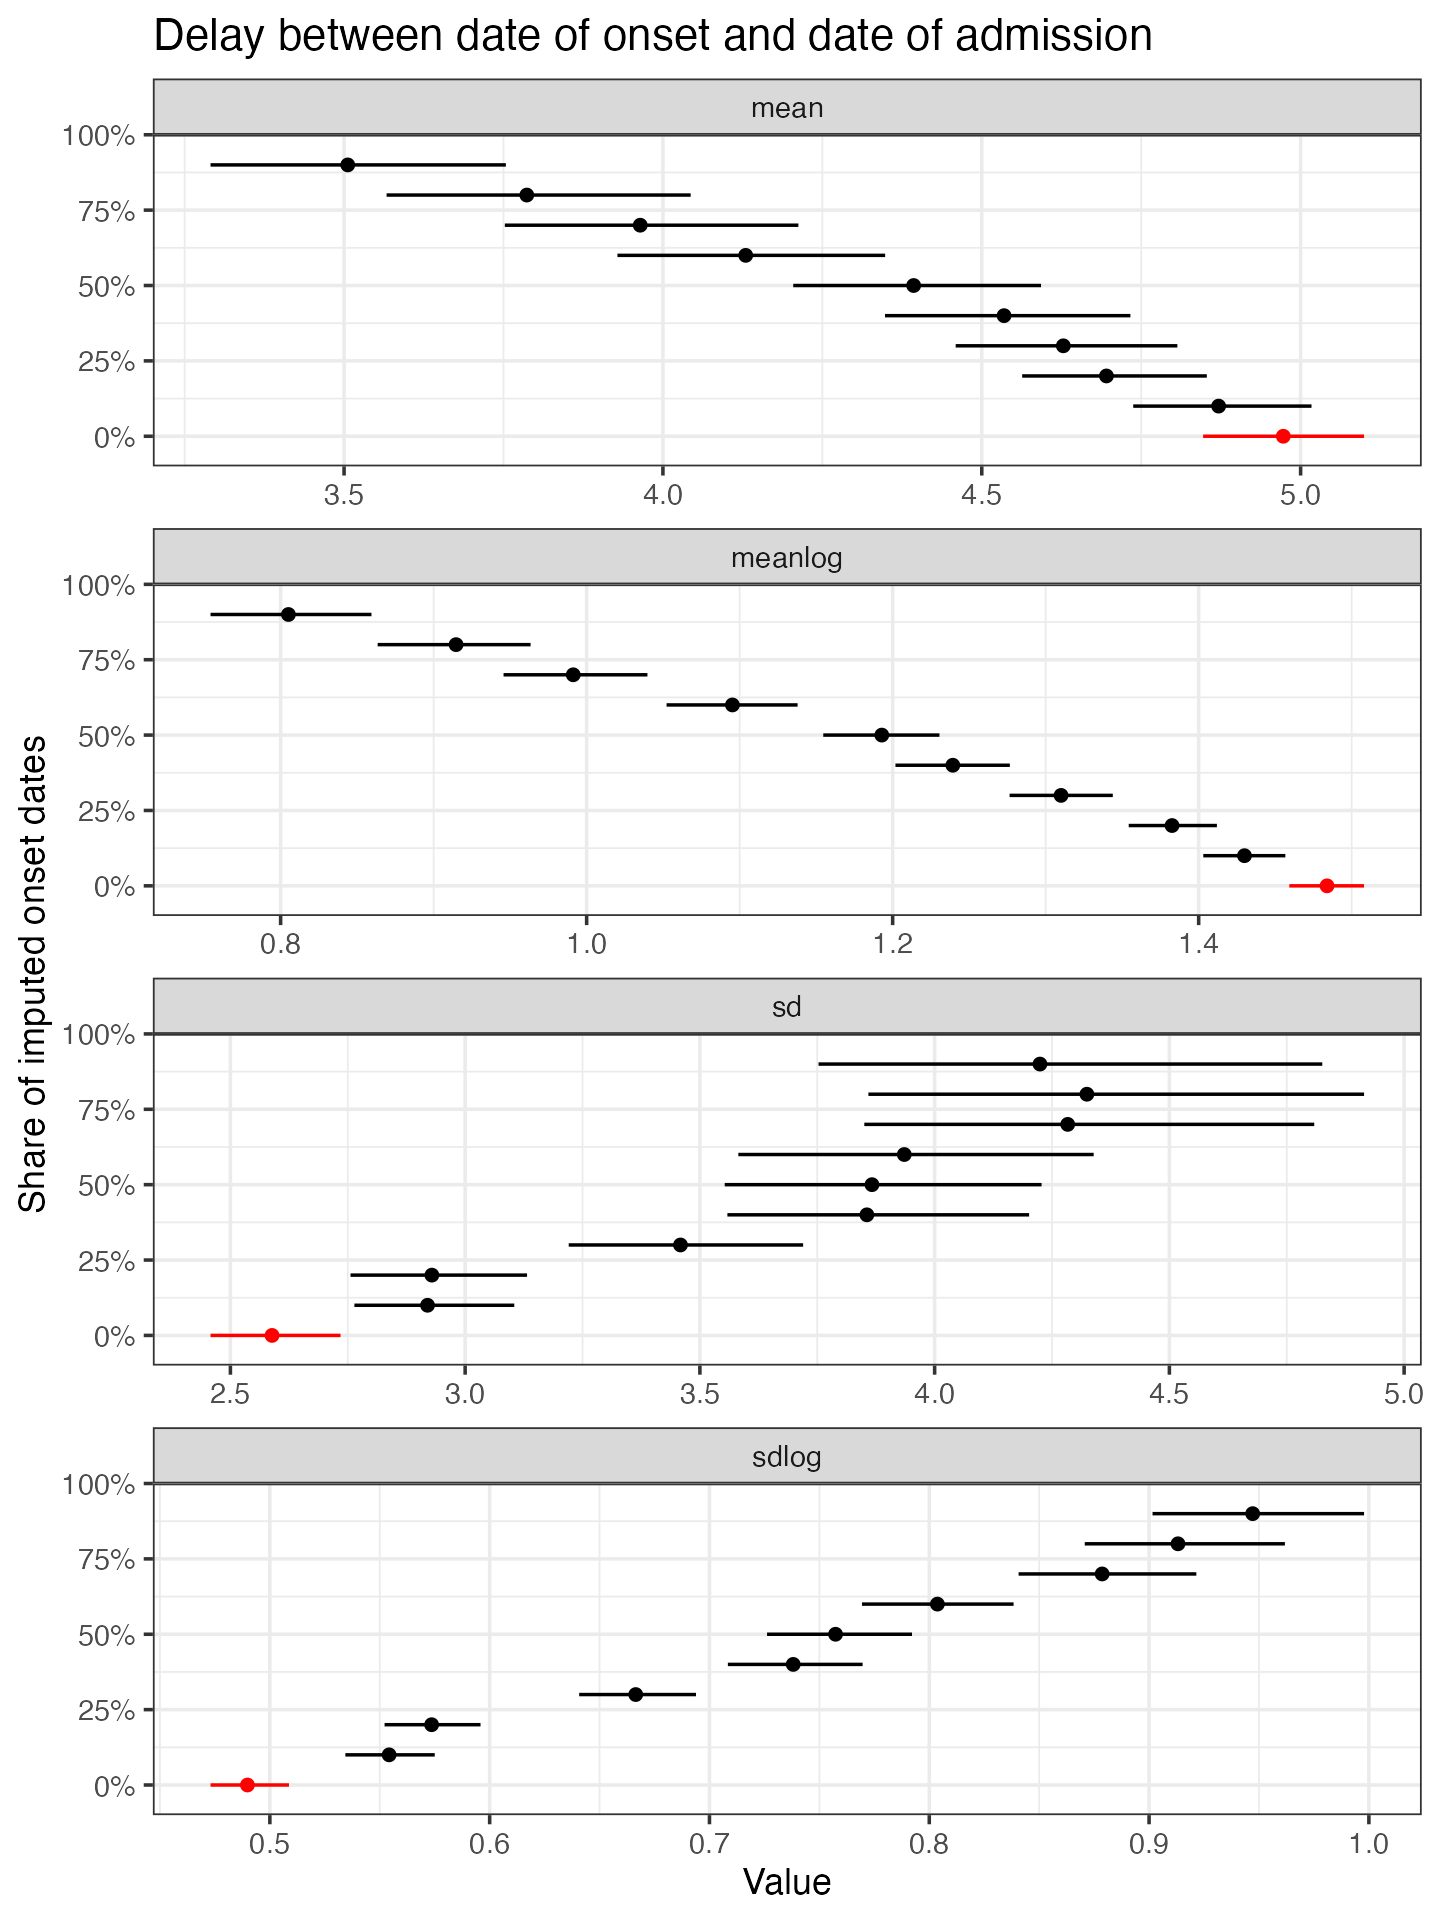 Delay between date of onset and date of admission
mean
100%
75%
50%
25%
0%
3.5 4.0 4.5 5.0
meanlog
100%
75%
50%
25%
0%
0.8 1.0 1.2 1.4
Share of imputed onset dates
sd
100%
75%
50%
25%
0%
2.5 3.0 3.5 4.0 4.5 5.0
sdlog
100%
75%
50%
25%
0%
0.5 0.6 0.7 0.8 0.9 1.0
Value